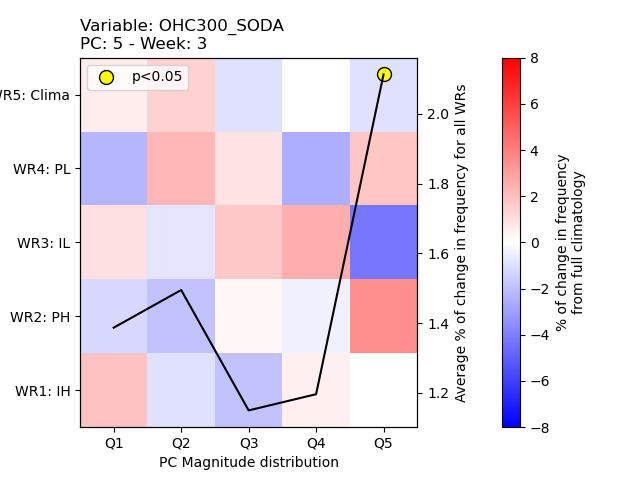 Variable: OHC300_SODA
PC: 5 - Week: 3
p<0.05
WR5: Clima
WR4: PL
WR3: IL
WR2: PH
WR1: IH
Q1 Q2 Q3 Q4 Q5
PC Magnitude distribution
2.0
1.8
1.6
1.4
1.2
Average % of change in frequency for all WRs
8
6
4
2
0
−2
−4
−6
−8
% of change in frequency
from full climatology